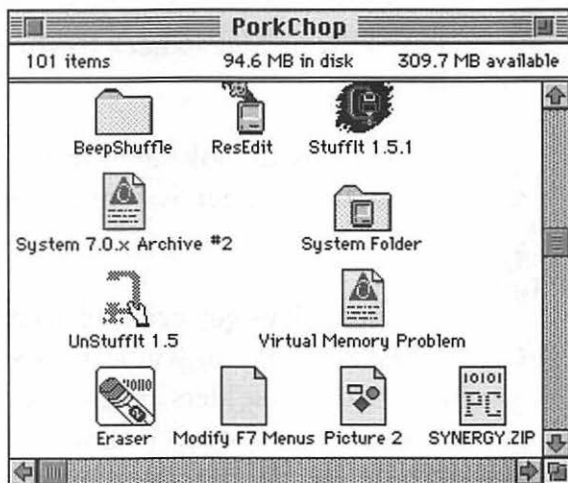 PorkChop
101 items 94.6 MB in disk 309.7 MB available
BeepShuffle ResEdit StuffIt 1.5.1
System 7.0.x Archive #2 System Folder
UnStuffIt 1.5 Virtual Memory Problem
01110
10101
PC
Eraser Modify F7 Menus Picture 2 SYNERGY.ZIP